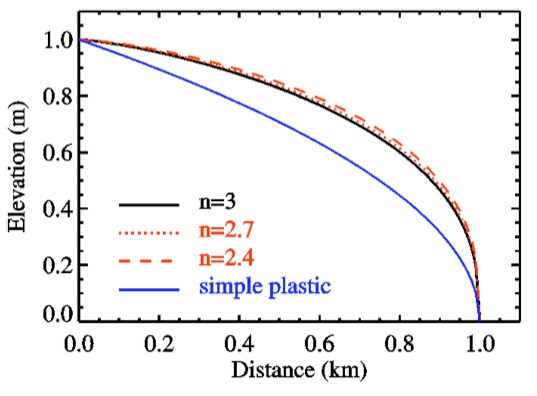 1.0
0.8
0.6
0.4
0.2
0.0
Elevation (m)
n=3
n=2.7
n=2.4
simple plastic
0.0 0.2 0.4 0.6 0.8 1.0
Distance (km)